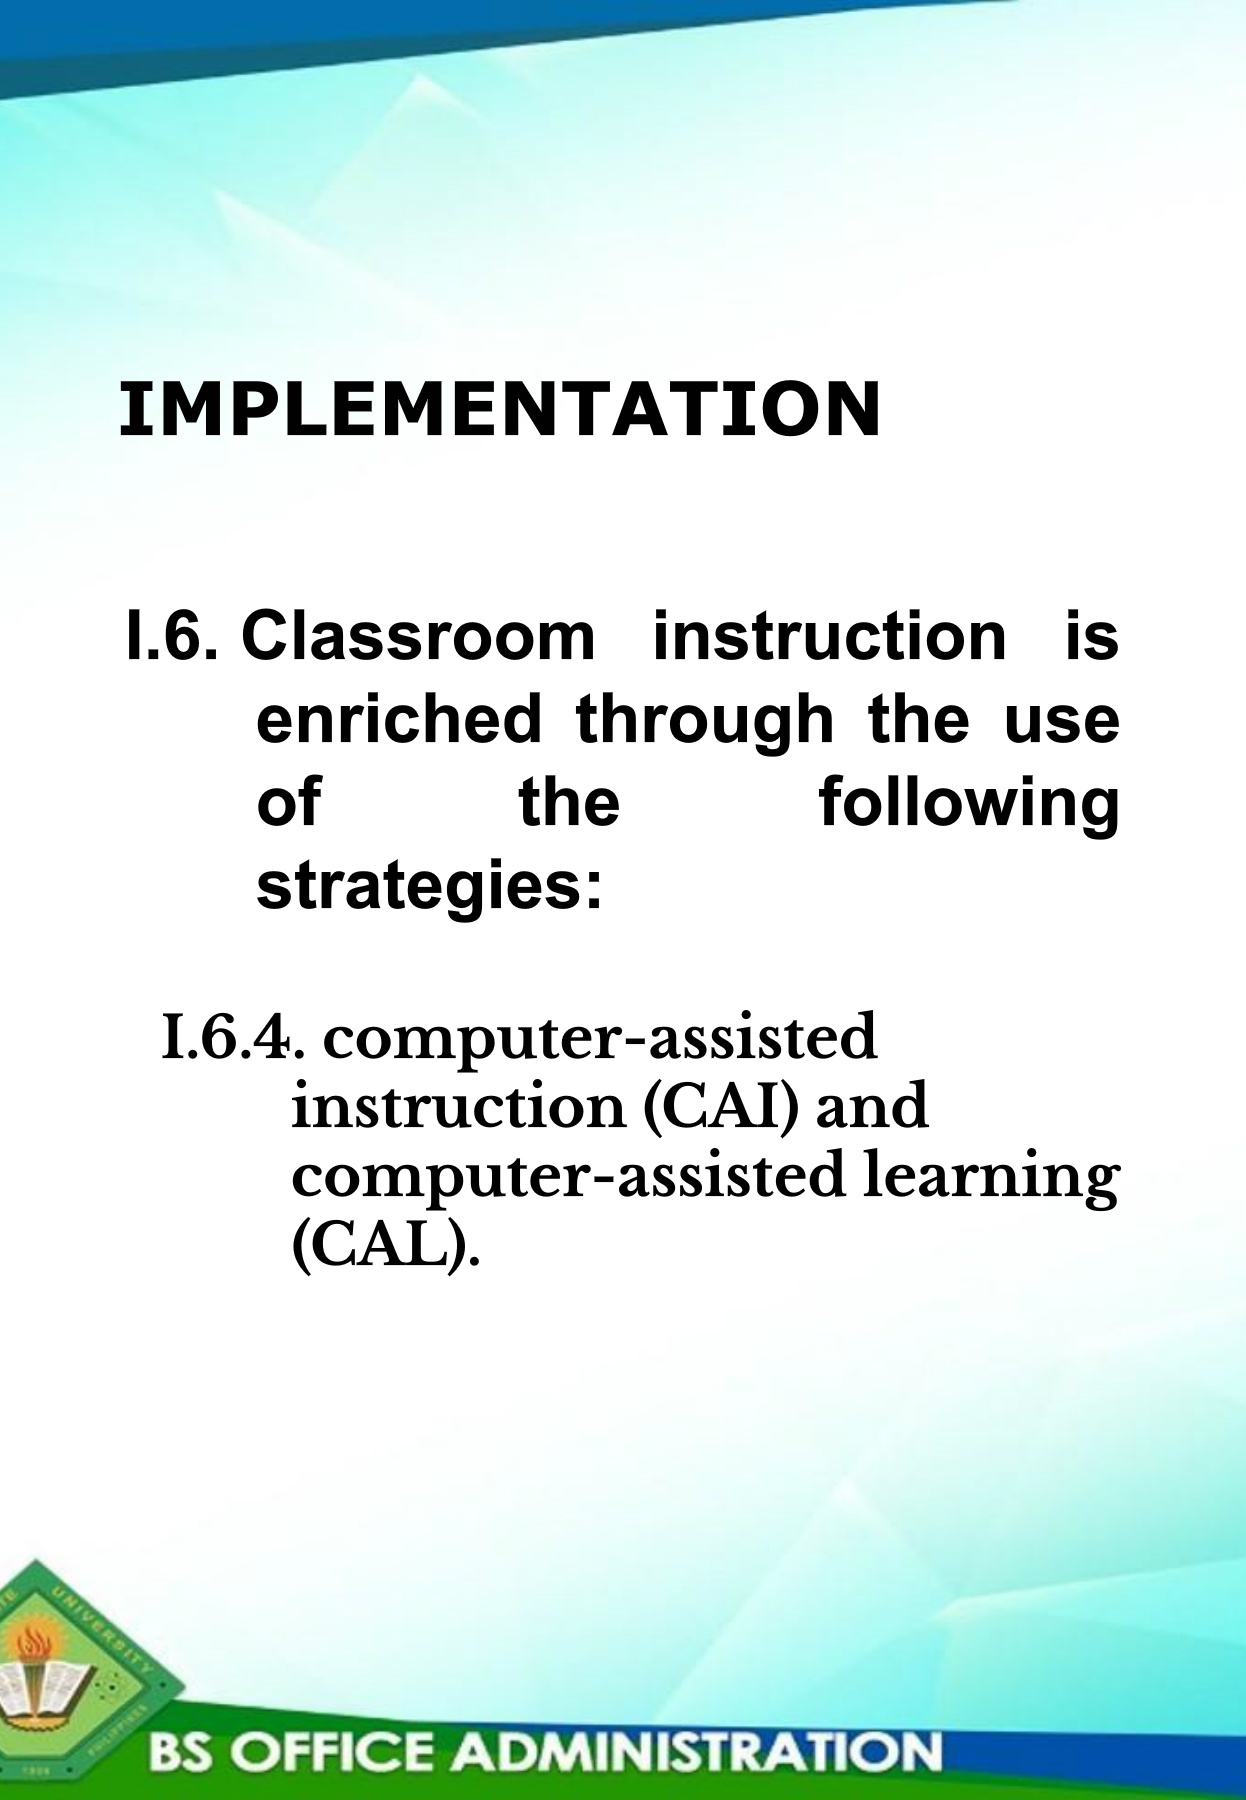 IMPLEMENTATION
I.6. Classroom instruction is
enriched through the use
of the following
strategies:
I.6.4. computer-assisted
instruction (CAI) and
computer-assisted learning
(CAL).
UNIVERSITY
PHILIPPINES
BS OFFICE ADMINISTRATION